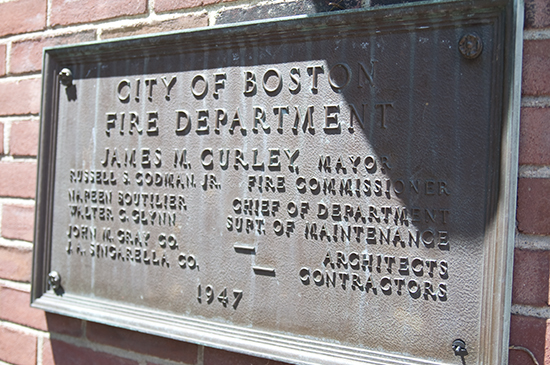 CITY OF BOSTON
FIRE DEPARTMENT
JAMES M. CURLEY, MAYOR
RUSSELL S. CODMAN. JR. FIRE COMMISSIONER
NAPEEN BOUTILIER CHIEF OF DEPARTMENT
WALTER C. GLYNN SUPT. OF MAINTENANCE
JOHN M. GRAY CO. — ARCHITECTS
J.A. SINGARELLA CO. — CONTRACTORS
1947